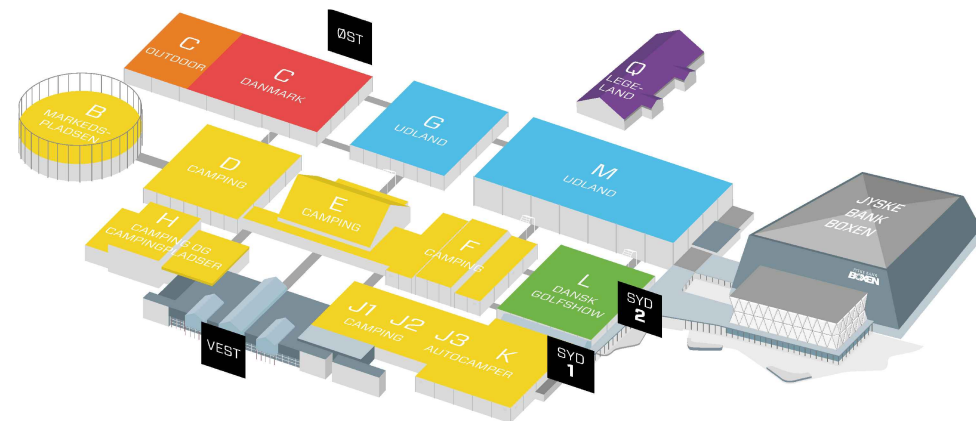 ØST
C
OUTDOOR
C
DANMARK
Q
LEGE-
LAND
B
MARKEDS-
PLADSEN
G
UDLAND
D
CAMPING
M
UDLAND
E
CAMPING
H
CAMPING OG
CAMPINGPLADSER
F
CAMPING
JYSKE
BANK
BOXEN
BOXEN
L
DANSK
GOLFSHOW
SYD
2
J1 J2 J3 K
CAMPING
AUTOCAMPER
VEST
SYD
1